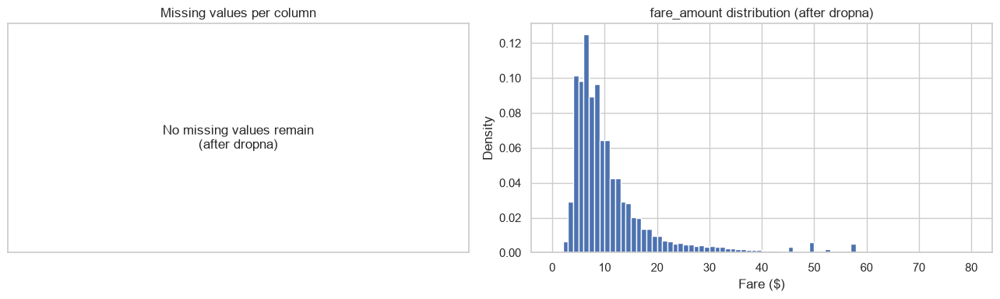 Missing values per column
No missing values remain
(after dropna)
fare_amount distribution (after dropna)
Density
0.12
0.10
0.08
0.06
0.04
0.02
0.00
0 10 20 30 40 50 60 70 80
Fare ($)